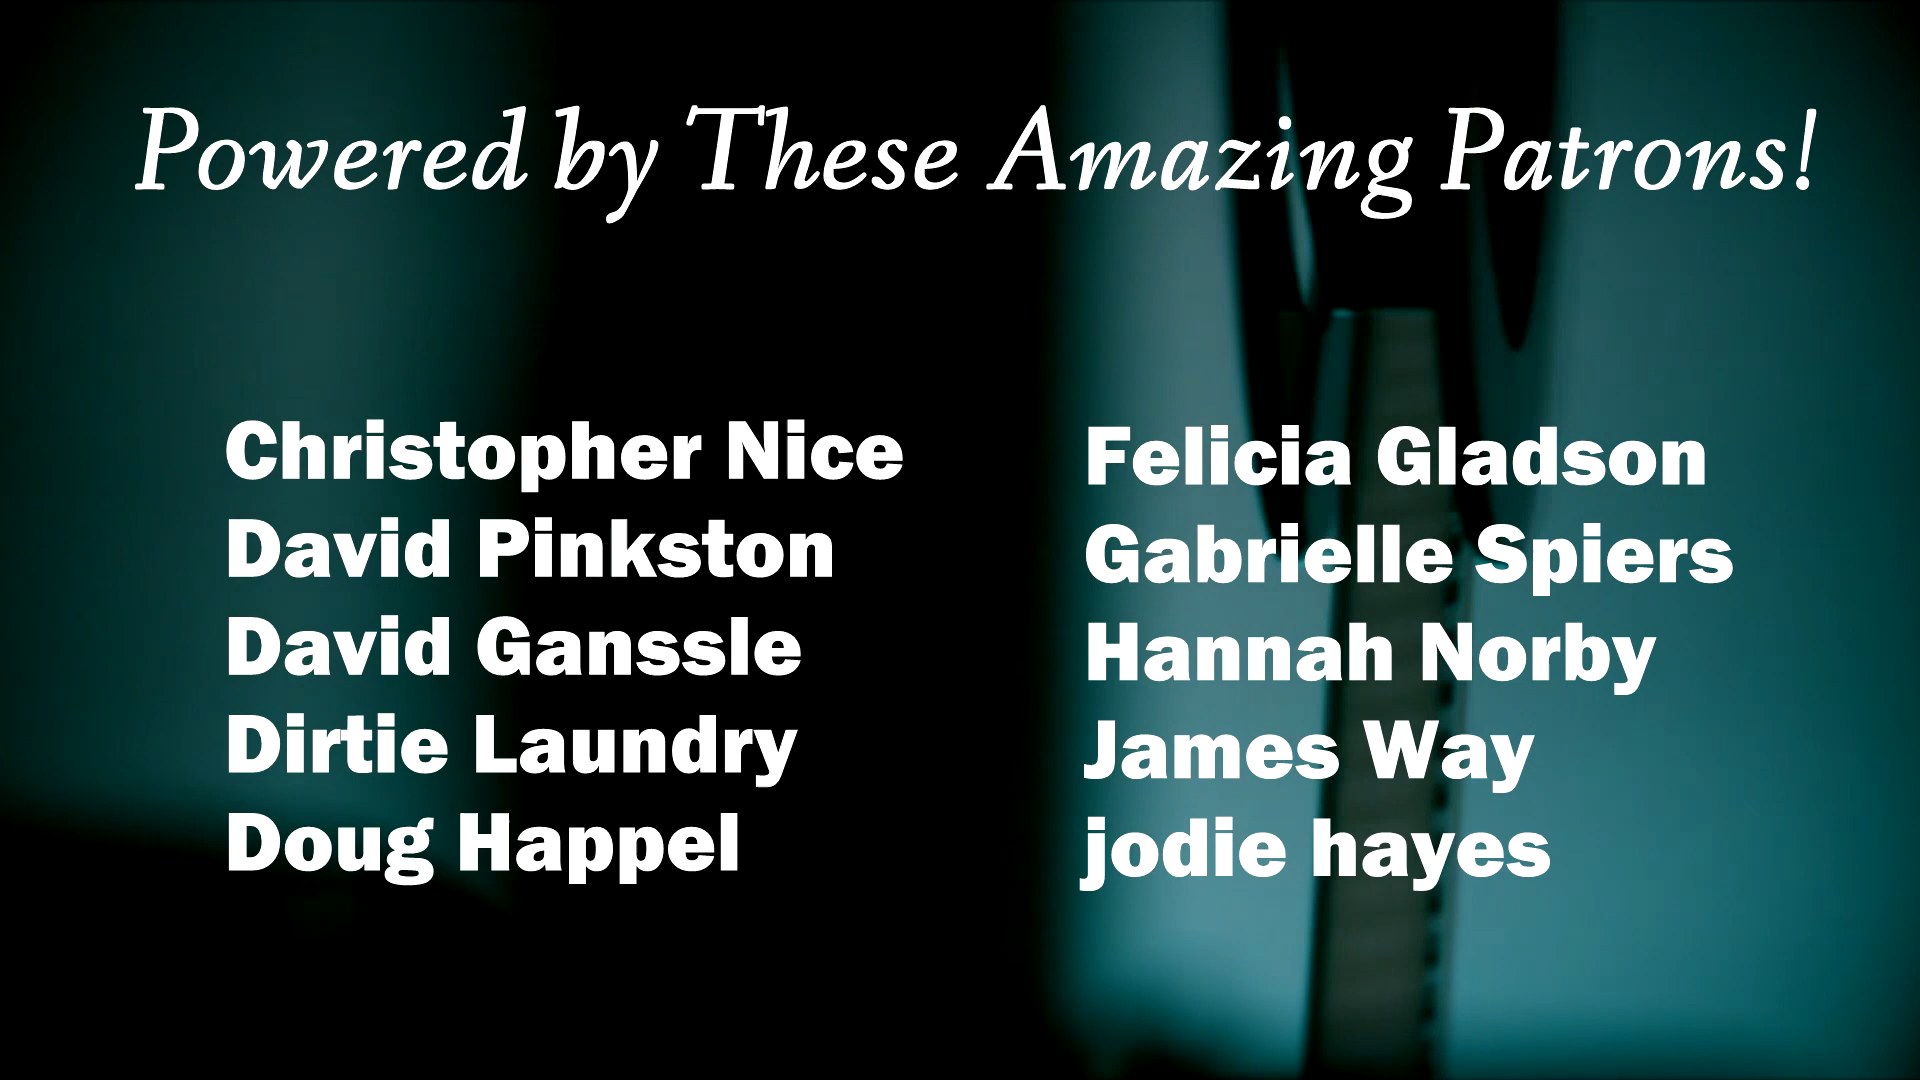 Powered by These Amazing Patrons!
Christopher Nice
David Pinkston
David Ganssle
Dirtie Laundry
Doug Happel
Felicia Gladson
Gabrielle Spiers
Hannah Norby
James Way
jodie hayes